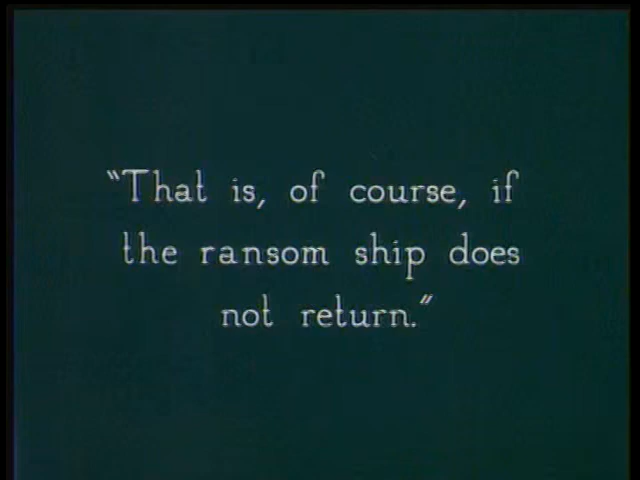 “That is, of course, if
the ransom ship does
not return.”